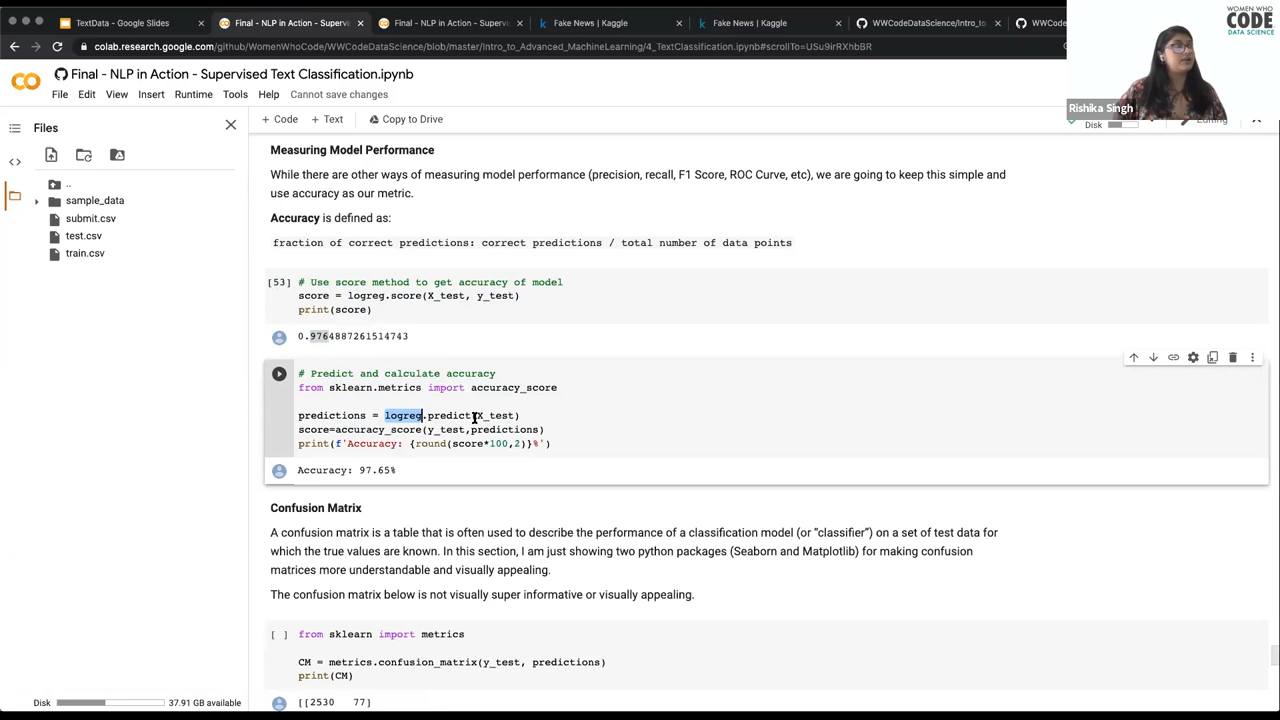 TextData - Google Slides
Final - NLP in Action - Supervi
Final - NLP in Action - Supervi
Fake News | Kaggle
Fake News | Kaggle
WWCodeDataScience/Intro_to
WWCode
colab.research.google.com/github/WomenWhoCode/WWCodeDataScience/blob/master/Intro_to_Advanced_MachineLearning/4_TextClassification.ipynb#scrollTo=USu9irRXhbBR
WOMEN WHO
CODE
DATA SCIENCE
Rishika Singh
Final - NLP in Action - Supervised Text Classification.ipynb
File Edit View Insert Runtime Tools Help Cannot save changes
Files
+ Code + Text Copy to Drive
Disk
Editing
..
sample_data
submit.csv
test.csv
train.csv
Measuring Model Performance
While there are other ways of measuring model performance (precision, recall, F1 Score, ROC Curve, etc), we are going to keep this simple and
use accuracy as our metric.
Accuracy is defined as:
fraction of correct predictions: correct predictions / total number of data points
[53] # Use score method to get accuracy of model
score = logreg.score(X_test, y_test)
print(score)
0.9764887261514743
# Predict and calculate accuracy
from sklearn.metrics import accuracy_score
predictions = logreg.predict(X_test)
score=accuracy_score(y_test,predictions)
print(f'Accuracy: {round(score*100,2)}%')
Accuracy: 97.65%
Confusion Matrix
A confusion matrix is a table that is often used to describe the performance of a classification model (or "classifier") on a set of test data for
which the true values are known. In this section, I am just showing two python packages (Seaborn and Matplotlib) for making confusion
matrices more understandable and visually appealing.
The confusion matrix below is not visually super informative or visually appealing.
[ ] from sklearn import metrics
CM = metrics.confusion_matrix(y_test, predictions)
print(CM)
[[2530 77]
Disk 37.91 GB available